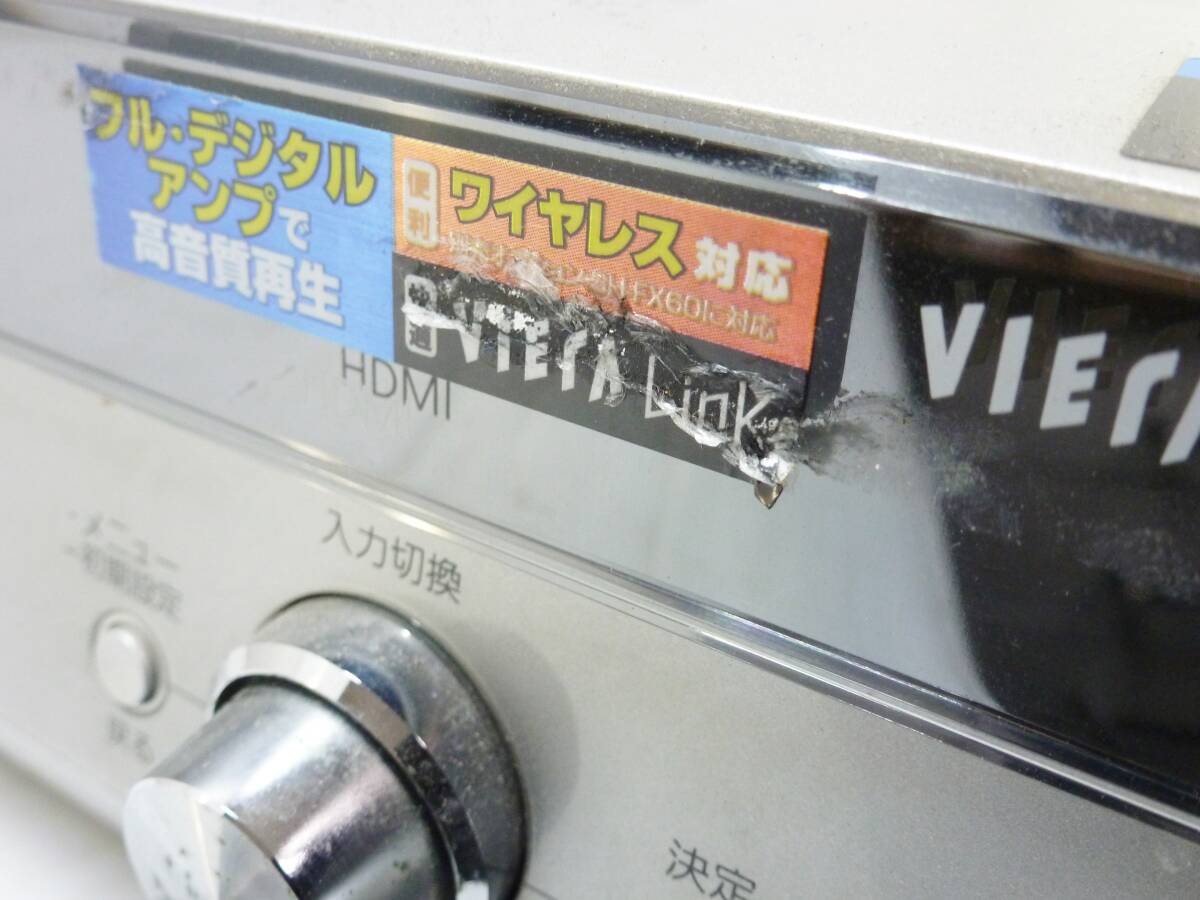 フル・デジタル
アンプで
高音質再生
便利
ワイヤレス対応
FX60に対応
VIERA Link
VIERA
HDMI
入力切換
メニュー
-初期設定
戻る
決定